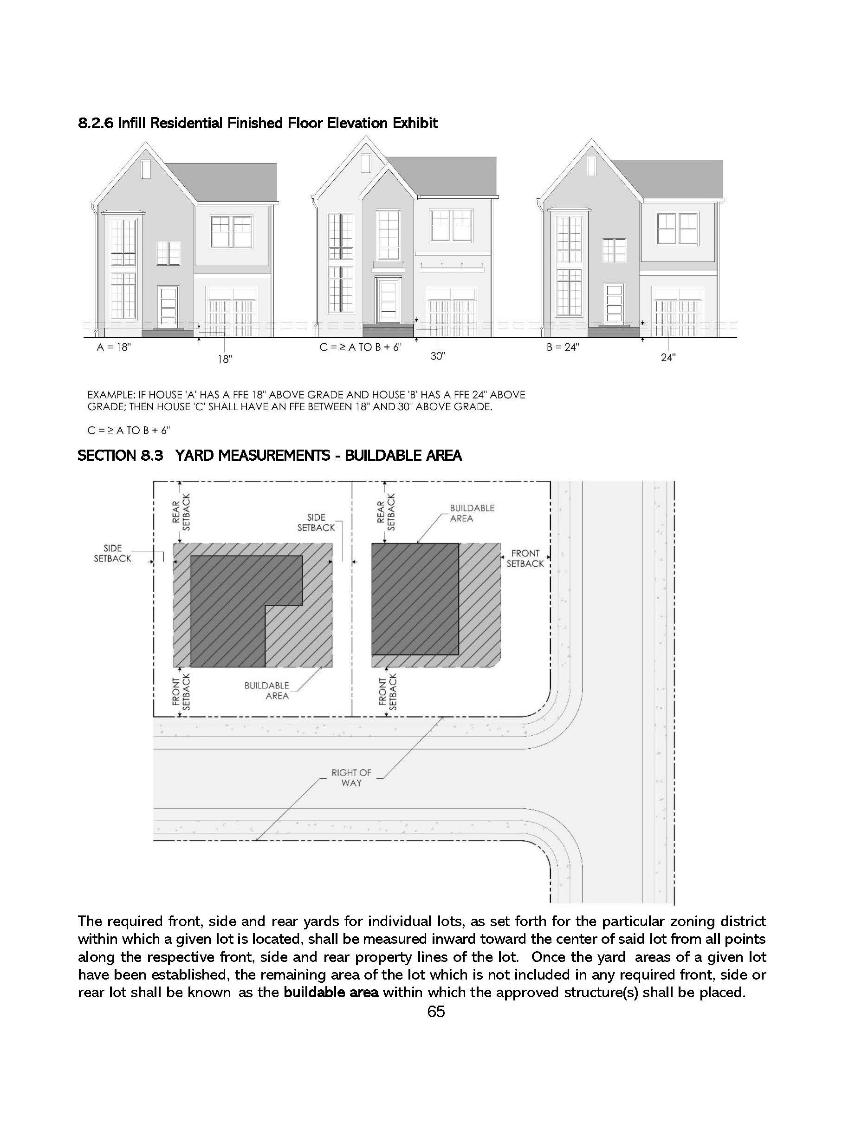 8.2.6 Infill Residential Finished Floor Elevation Exhibit
A = 18"
18"
C = ≥ A TO B + 6"
30"
B = 24"
24"
EXAMPLE: IF HOUSE 'A' HAS A FFE 18" ABOVE GRADE AND HOUSE 'B' HAS A FFE 24" ABOVE
GRADE; THEN HOUSE 'C' SHALL HAVE AN FFE BETWEEN 18" AND 30" ABOVE GRADE.
C = ≥ A TO B + 6"
SECTION 8.3 YARD MEASUREMENTS - BUILDABLE AREA
REAR
SETBACK
SIDE
SETBACK
REAR
SETBACK
BUILDABLE
AREA
SIDE
SETBACK
FRONT
SETBACK
FRONT
SETBACK
BUILDABLE
AREA
FRONT
SETBACK
RIGHT OF
WAY
The required front, side and rear yards for individual lots, as set forth for the particular zoning district
within which a given lot is located, shall be measured inward toward the center of said lot from all points
along the respective front, side and rear property lines of the lot. Once the yard areas of a given lot
have been established, the remaining area of the lot which is not included in any required front, side or
rear lot shall be known as the buildable area within which the approved structure(s) shall be placed.
65